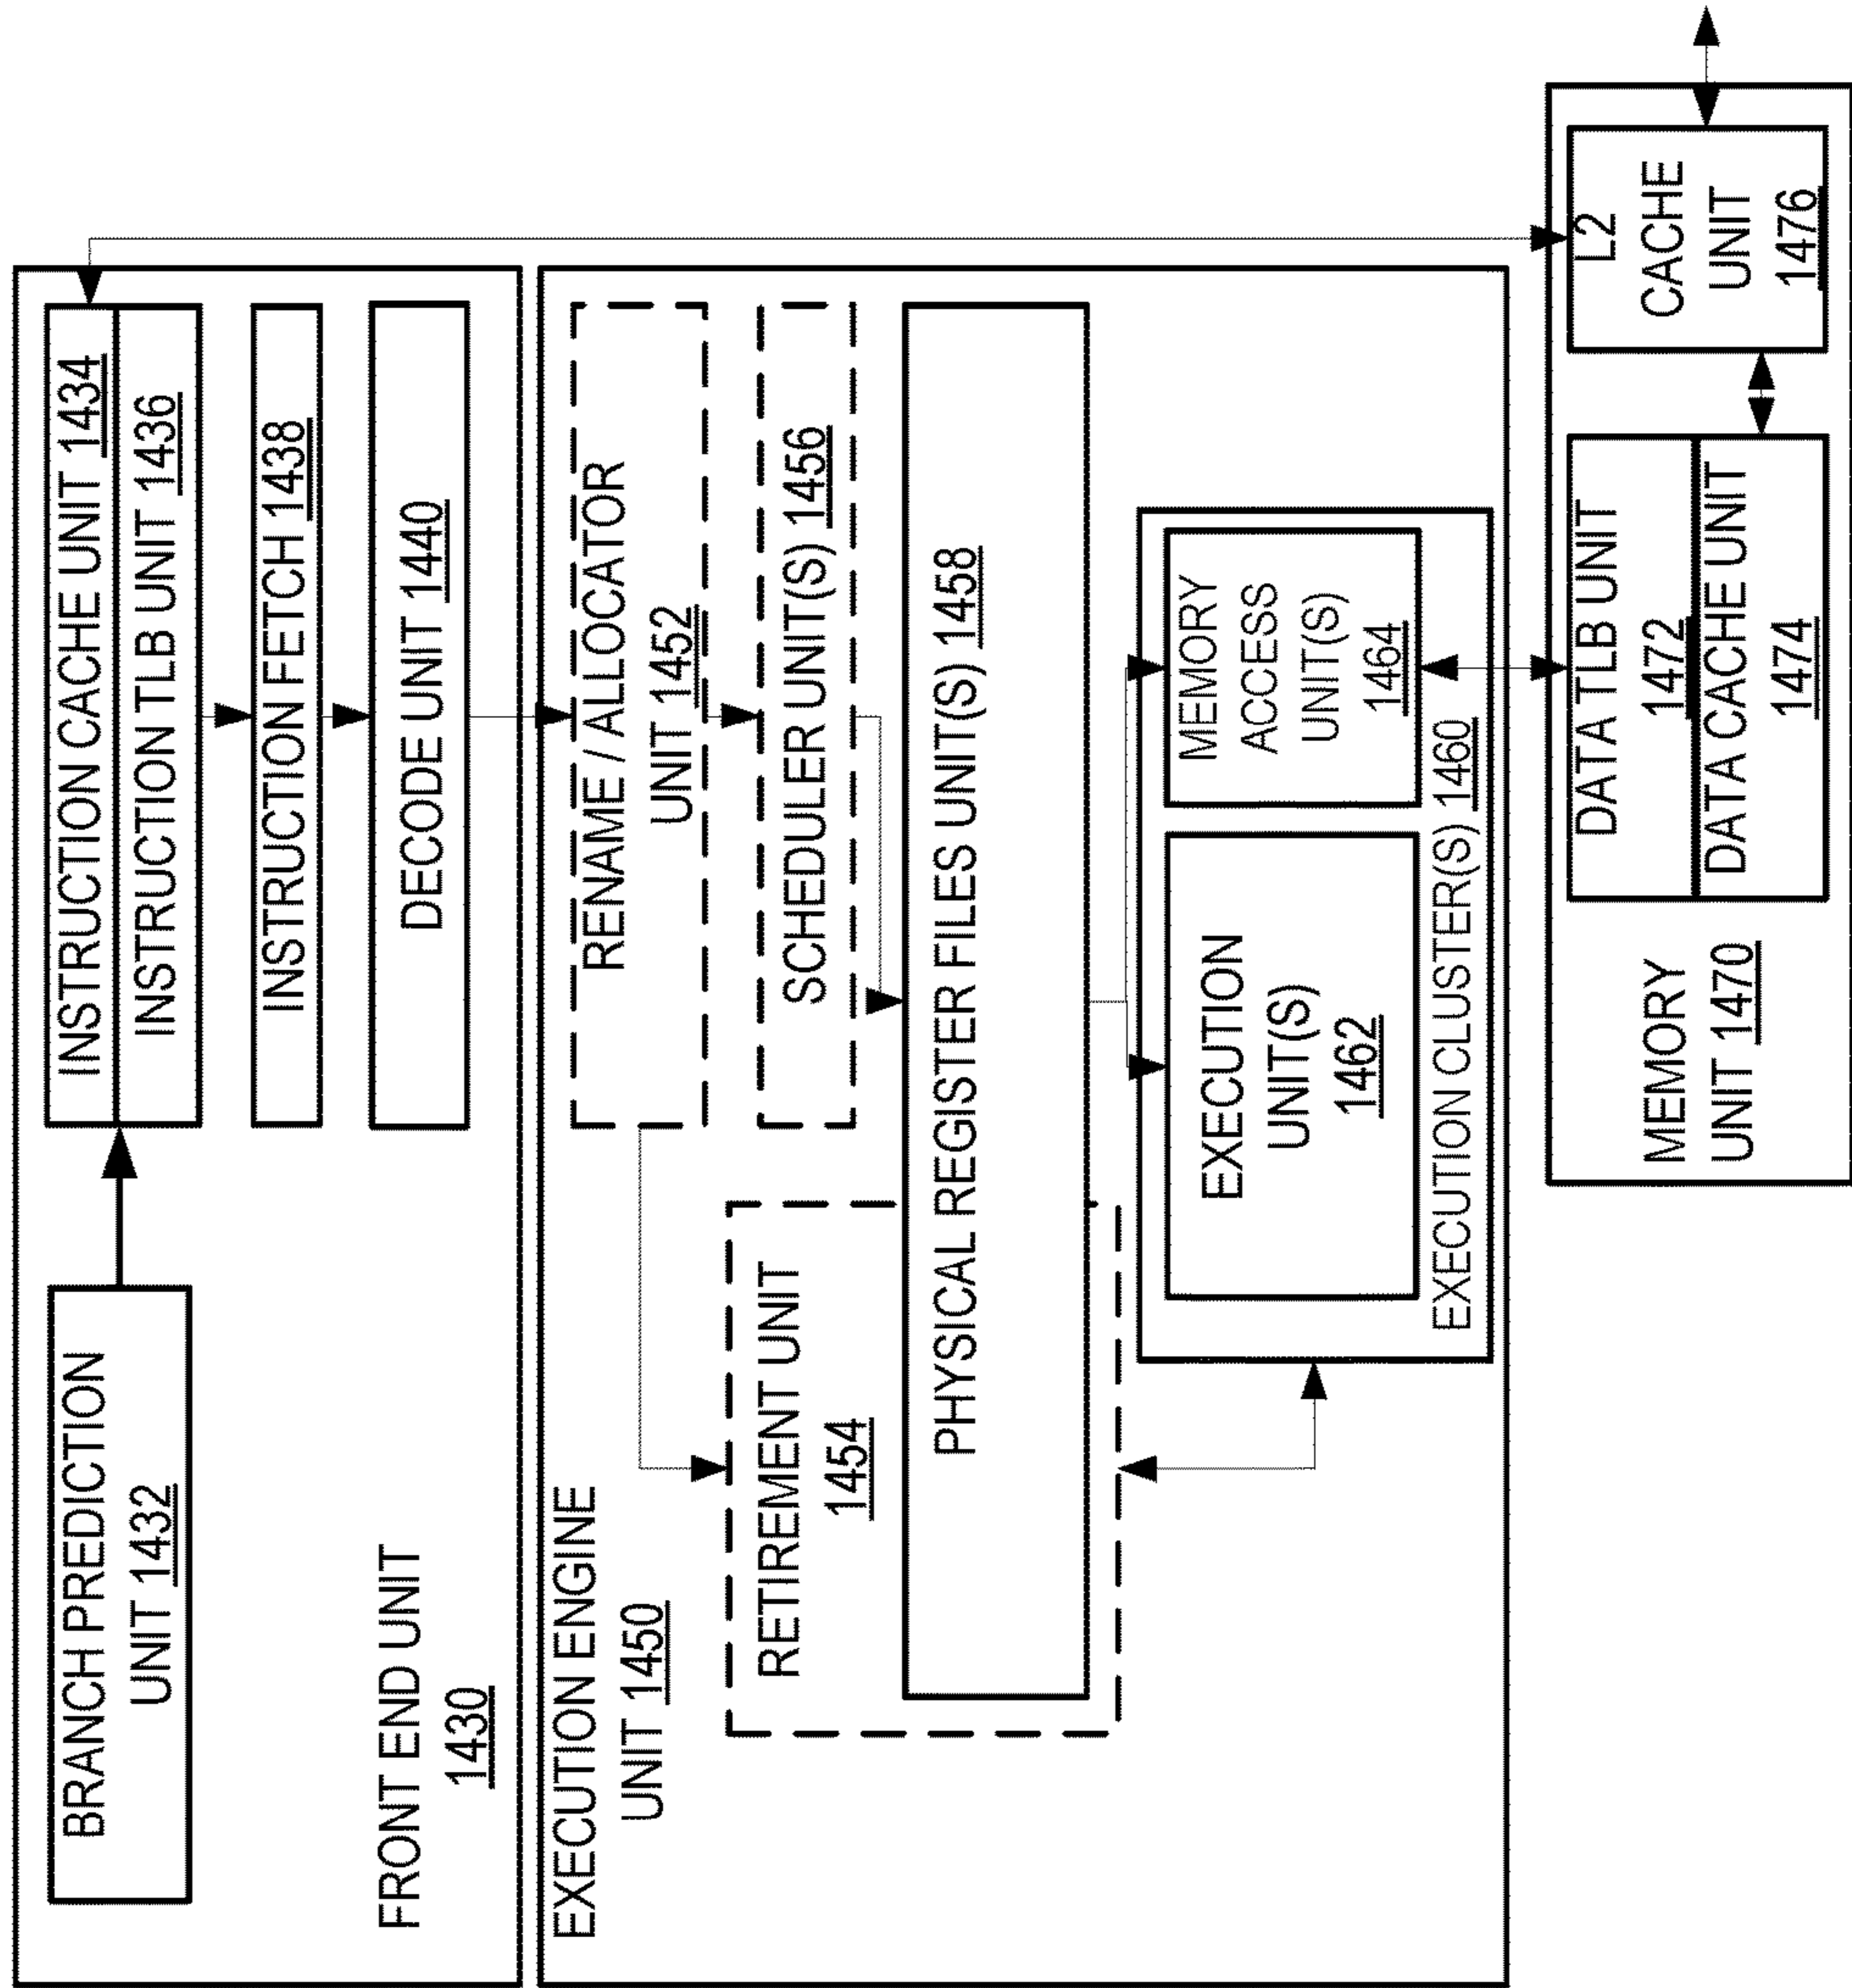 BRANCH PREDICTION
UNIT 1432
INSTRUCTION CACHE UNIT 1434
INSTRUCTION TLB UNIT 1436
INSTRUCTION FETCH 1438
DECODE UNIT 1440
FRONT END UNIT
1430
EXECUTION ENGINE
UNIT 1450
RENAME / ALLOCATOR
UNIT 1452
RETIREMENT UNIT
1454
SCHEDULER UNIT(S) 1456
PHYSICAL REGISTER FILES UNIT(S) 1458
EXECUTION
UNIT(S)
1462
MEMORY
ACCESS
UNIT(S)
1464
EXECUTION CLUSTER(S) 1460
MEMORY
UNIT 1470
DATA TLB UNIT
1472
DATA CACHE UNIT
1474
L2
CACHE
UNIT
1476